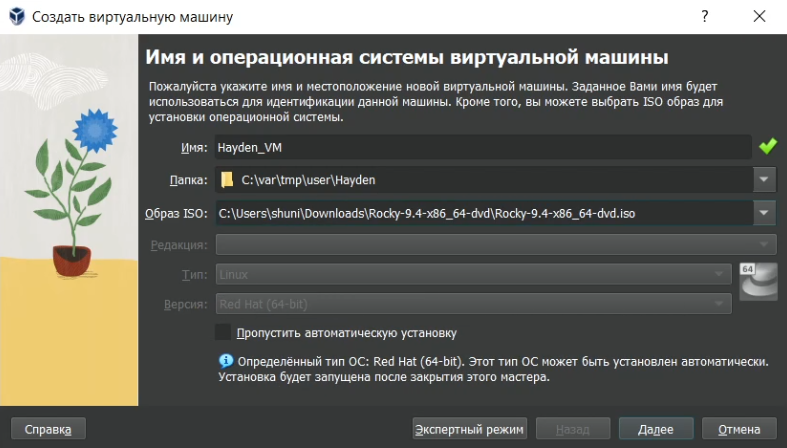 Создать виртуальную машину
?
Имя и операционная системы виртуальной машины
Пожалуйста укажите имя и местоположение новой виртуальной машины. Заданное Вами имя будет
использоваться для идентификации данной машины. Кроме того, вы можете выбрать ISO образ для
установки операционной системы.
Имя: Hayden_VM
Папка: C:\var\tmp\user\Hayden
Образ ISO: C:\Users\shuni\Downloads\Rocky-9.4-x86_64-dvd\Rocky-9.4-x86_64-dvd.iso
Редакция:
Тип: Linux
64
Версия: Red Hat (64-bit)
Пропустить автоматическую установку
Определённый тип ОС: Red Hat (64-bit). Этот тип ОС может быть установлен автоматически.
Установка будет запущена после закрытия этого мастера.
Справка Экспертный режим Назад Далее Отмена